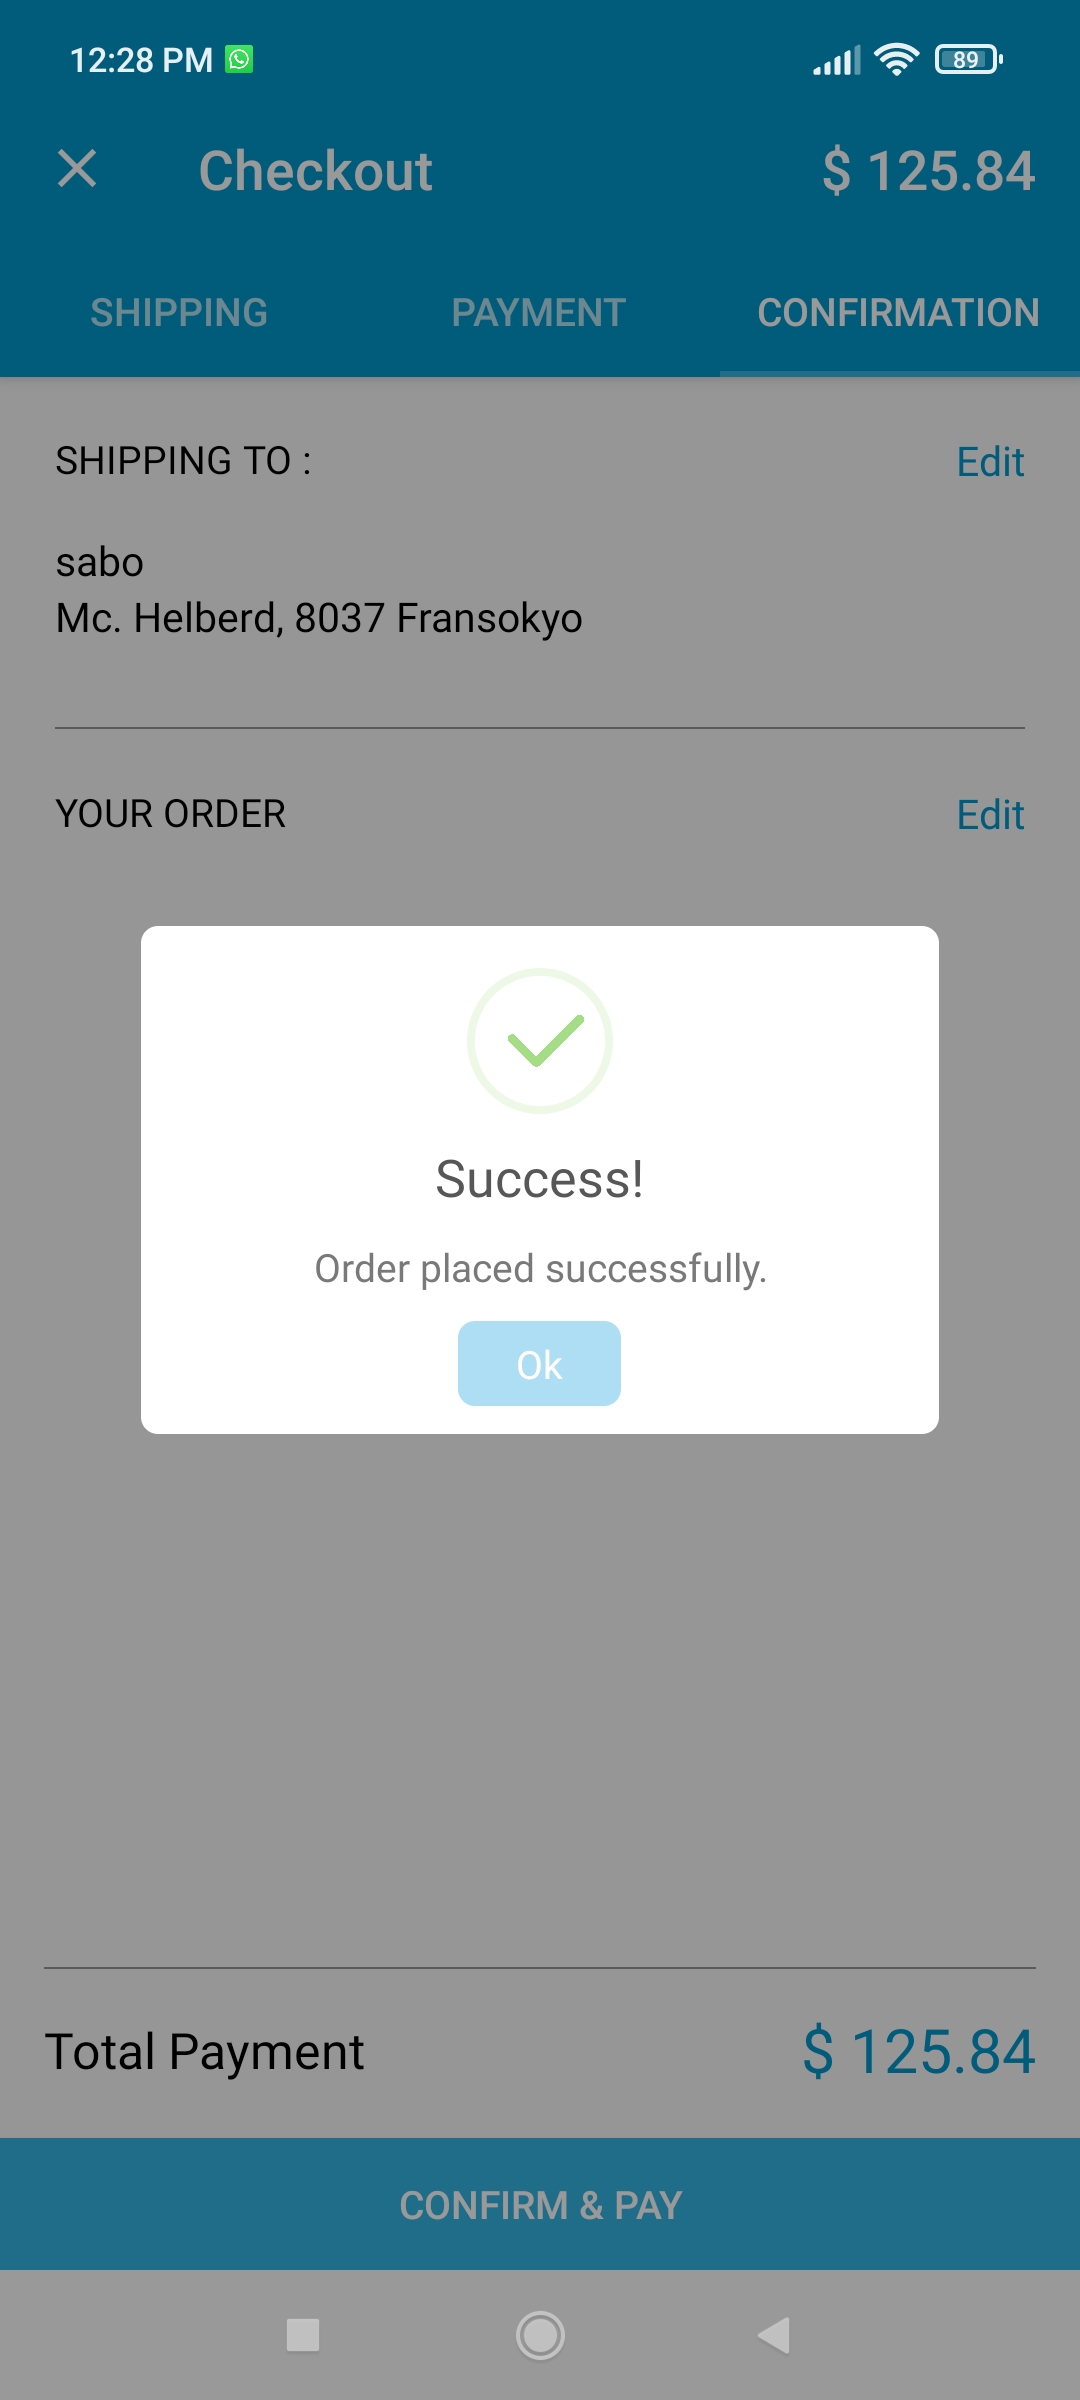 12:28 PM
89
Checkout
$ 125.84
SHIPPING
PAYMENT
CONFIRMATION
SHIPPING TO :
Edit
sabo
Mc. Helberd, 8037 Fransokyo
YOUR ORDER
Edit
Success!
Order placed successfully.
Ok
Total Payment
$ 125.84
CONFIRM & PAY